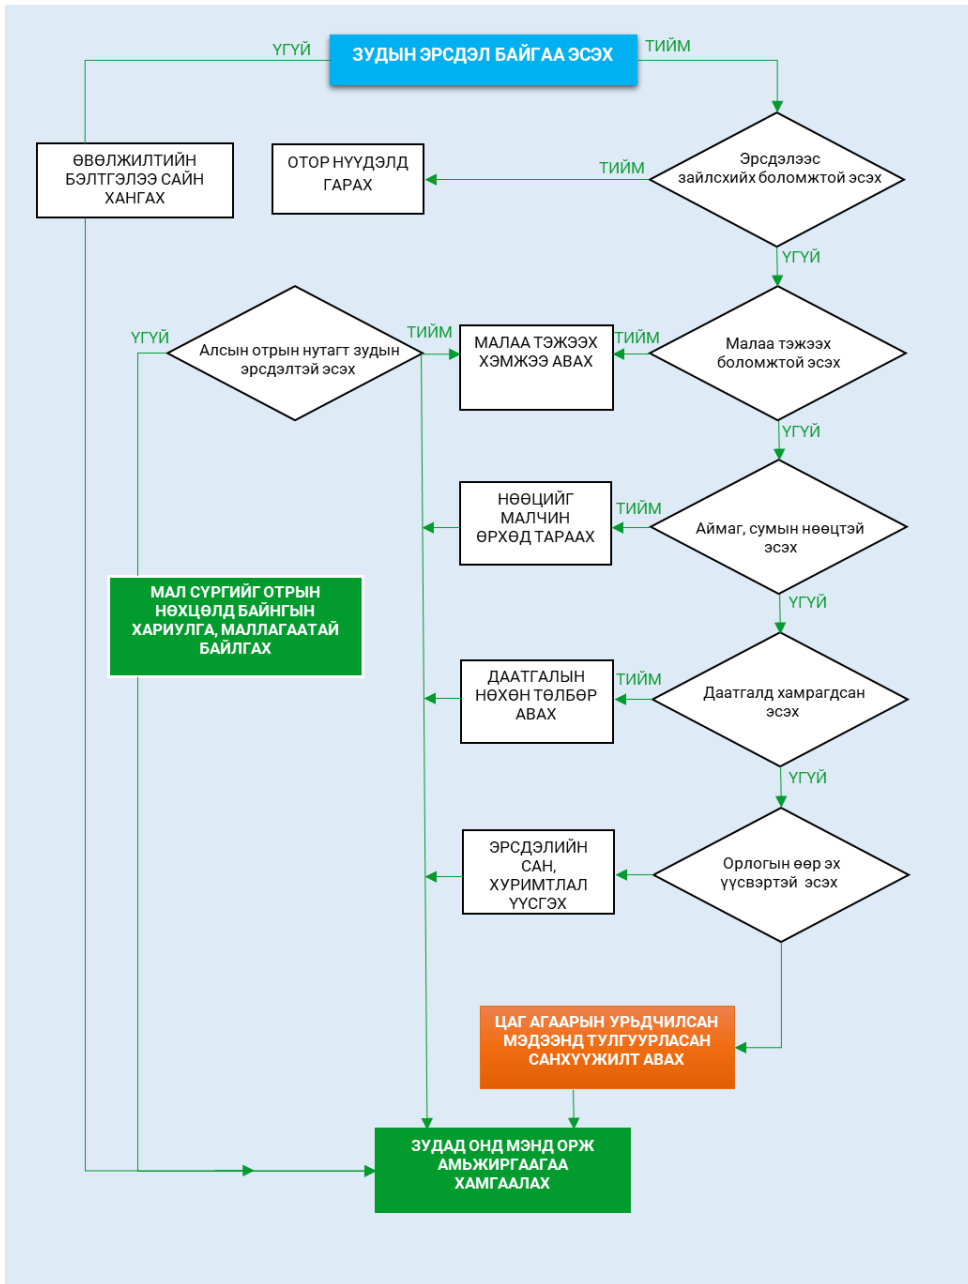 ҮГҮЙ
ЗУДЫН ЭРСДЭЛ БАЙГАА ЭСЭХ
ТИЙМ
ӨВӨЛЖИЛТИЙН
БЭЛТГЭЛЭЭ САЙН
ХАНГАХ
ОТОР НҮҮДЭЛД
ГАРАХ
ТИЙМ
Эрсдэлээс
зайлсхийх боломжтой эсэх
ҮГҮЙ
ҮГҮЙ
Алсын отрын нутагт зудын
эрсдэлтэй эсэх
ТИЙМ
МАЛАА ТЭЖЭЭХ
ХЭМЖЭЭ АВАХ
ТИЙМ
Малаа тэжээх
боломжтой эсэх
ҮГҮЙ
НӨӨЦИЙГ
МАЛЧИН
ӨРХӨД ТАРААХ
ТИЙМ
Аймаг, сумын нөөцтэй
эсэх
ҮГҮЙ
МАЛ СҮРГИЙГ ОТРЫН
НӨХЦӨЛД БАЙНГЫН
ХАРИУЛГА, МАЛЛАГААТАЙ
БАЙЛГАХ
ДААТГАЛЫН
НӨХӨН ТӨЛБӨР
АВАХ
ТИЙМ
Даатгалд хамрагдсан
эсэх
ҮГҮЙ
ЭРСДЭЛИЙН
САН,
ХУРИМТЛАЛ
ҮҮСГЭХ
Орлогын өөр эх
үүсвэртэй эсэх
ЦАГ АГААРЫН УРЬДЧИЛСАН
МЭДЭЭНД ТУЛГУУРЛАСАН
САНХҮҮЖИЛТ АВАХ
ЗУДАД ОНД МЭНД ОРЖ
АМЬЖИРГААГАА
ХАМГААЛАХ